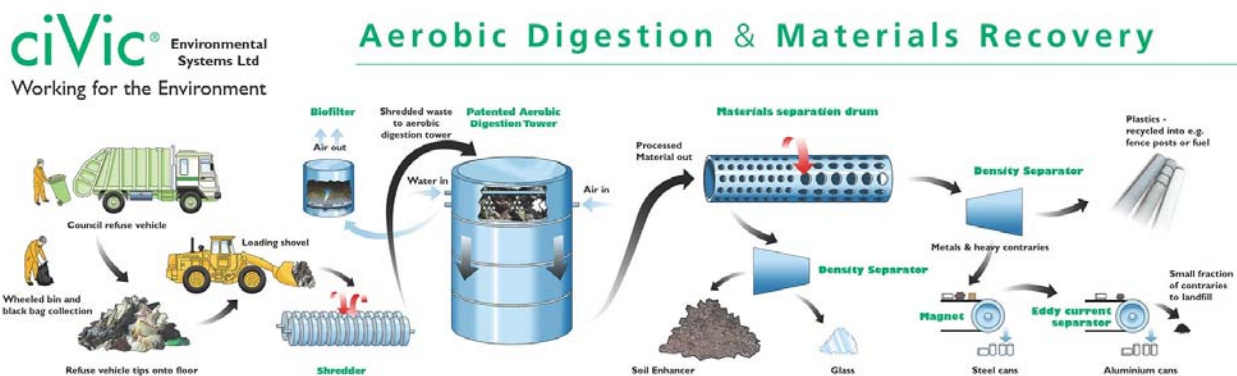 ciVic® Environmental
Systems Ltd
Working for the Environment
Aerobic Digestion & Materials Recovery
Council refuse vehicle
Wheeled bin and
black bag collection
Refuse vehicle tips onto floor
Loading shovel
Shredder
Biofilter
Air out
Shredded waste
to aerobic
digestion tower
Patented Aerobic
Digestion Tower
Water in
Air in
Processed
Material out
Materials separation drum
Density Separator
Soil Enhancer
Glass
Density Separator
Plastics -
recycled into e.g.
fence posts or fuel
Metals & heavy contraries
Magnet
Steel cans
Eddy current
separator
Aluminium cans
Small fraction
of contraries
to landfill